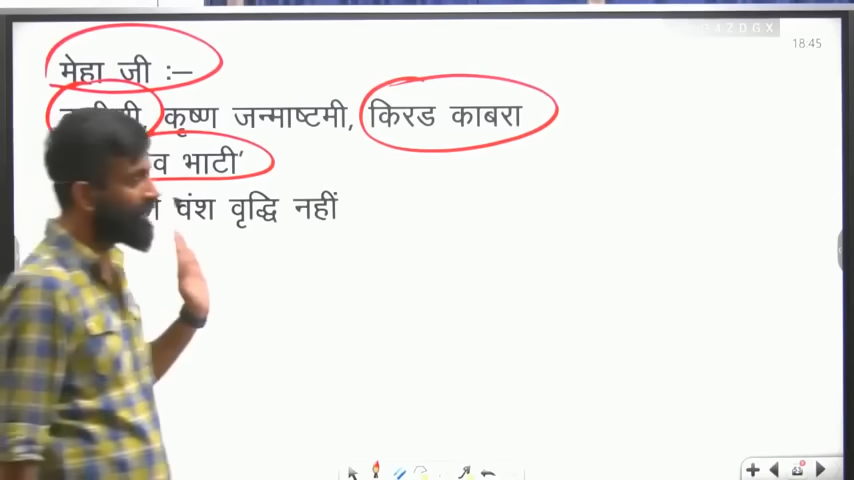 मेहा जी :–
कृष्ण जन्माष्टमी, किरड काबरा
भाटी'
वंश वृद्धि नहीं
18:45